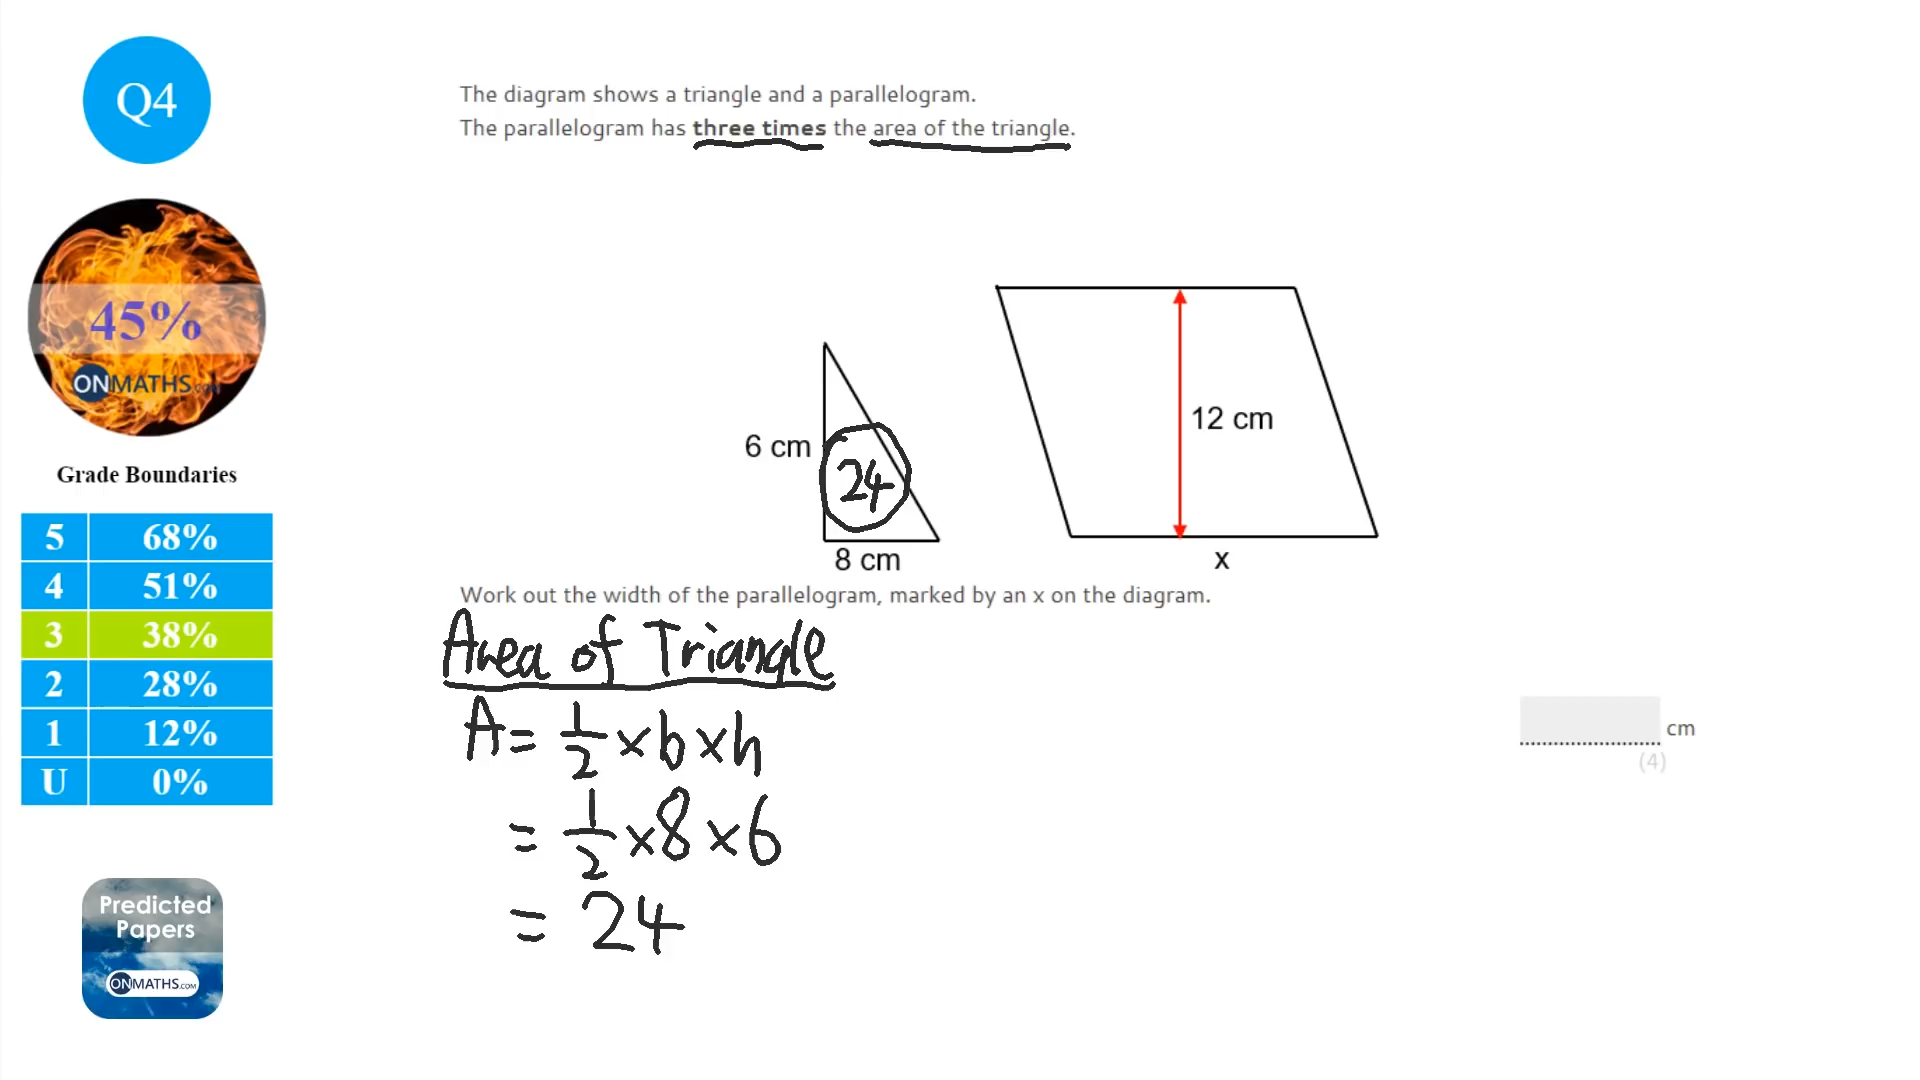 Q4
The diagram shows a triangle and a parallelogram.
The parallelogram has three times the area of the triangle.
45%
ONMATHS.com
Grade Boundaries
5 68%
4 51%
3 38%
2 28%
1 12%
U 0%
Predicted
Papers
ONMATHS.COM
6 cm
24
8 cm
12 cm
x
Work out the width of the parallelogram, marked by an x on the diagram.
Area of Triangle
A = 1/2 × b × h
= 1/2 × 8 × 6
= 24
cm
(4)